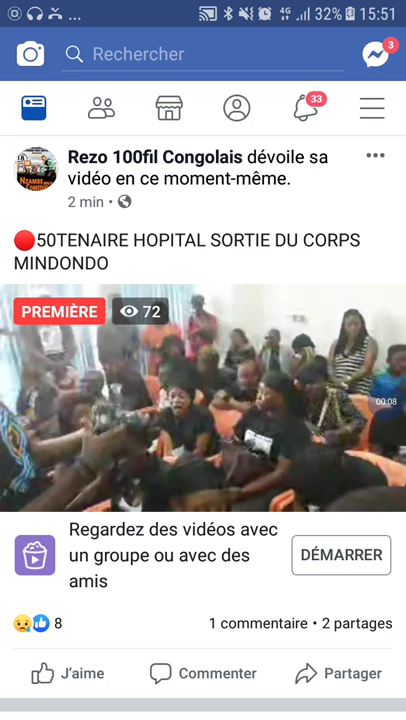 4G 32% 15:51
Rechercher
3
33
Rezo 100fil Congolais dévoile sa
vidéo en ce moment-même.
2 min
50TENAIRE HOPITAL SORTIE DU CORPS
MINDONDO
PREMIÈRE 72
00:08
Regardez des vidéos avec
un groupe ou avec des
amis
DÉMARRER
8
1 commentaire • 2 partages
J'aime Commenter Partager